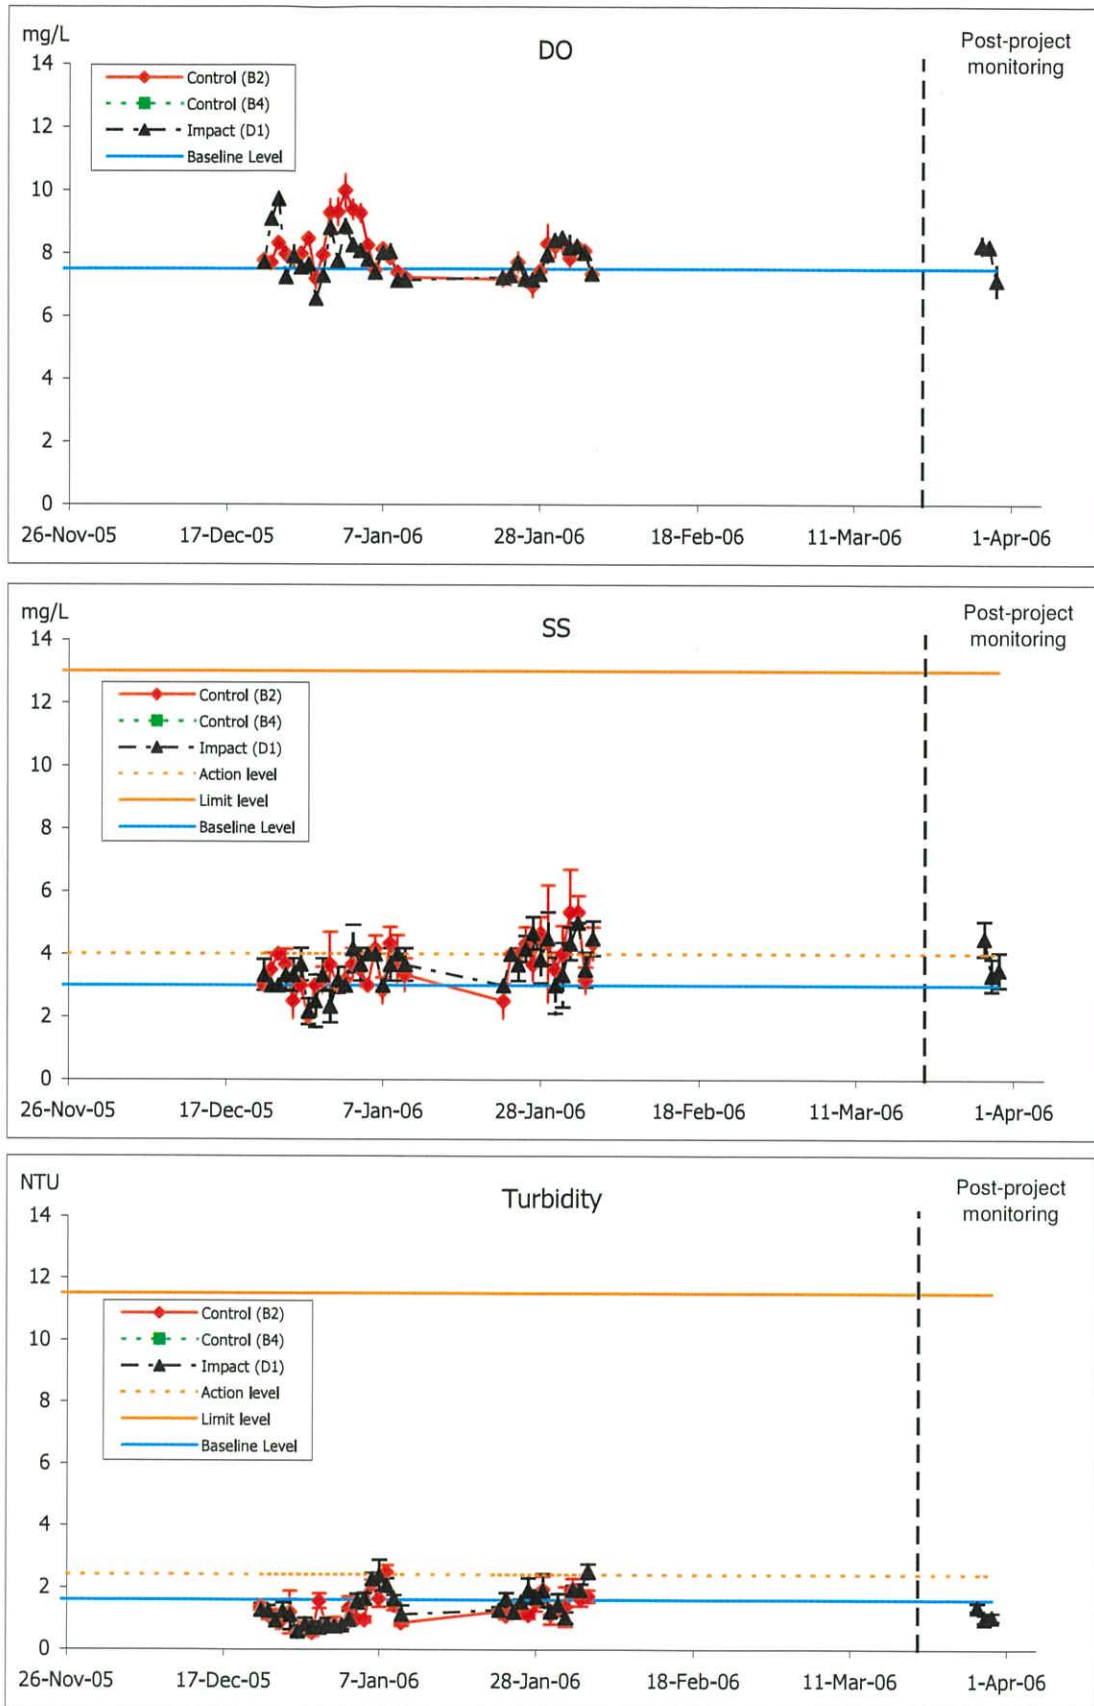 mg/L
DO
Post-project
monitoring
14
12
10
8
6
4
2
0
Control (B2)
Control (B4)
Impact (D1)
Baseline Level
26-Nov-05 17-Dec-05 7-Jan-06 28-Jan-06 18-Feb-06 11-Mar-06 1-Apr-06
mg/L
SS
Post-project
monitoring
14
12
10
8
6
4
2
0
Control (B2)
Control (B4)
Impact (D1)
Action level
Limit level
Baseline Level
26-Nov-05 17-Dec-05 7-Jan-06 28-Jan-06 18-Feb-06 11-Mar-06 1-Apr-06
NTU
Turbidity
Post-project
monitoring
14
12
10
8
6
4
2
0
Control (B2)
Control (B4)
Impact (D1)
Action level
Limit level
Baseline Level
26-Nov-05 17-Dec-05 7-Jan-06 28-Jan-06 18-Feb-06 11-Mar-06 1-Apr-06